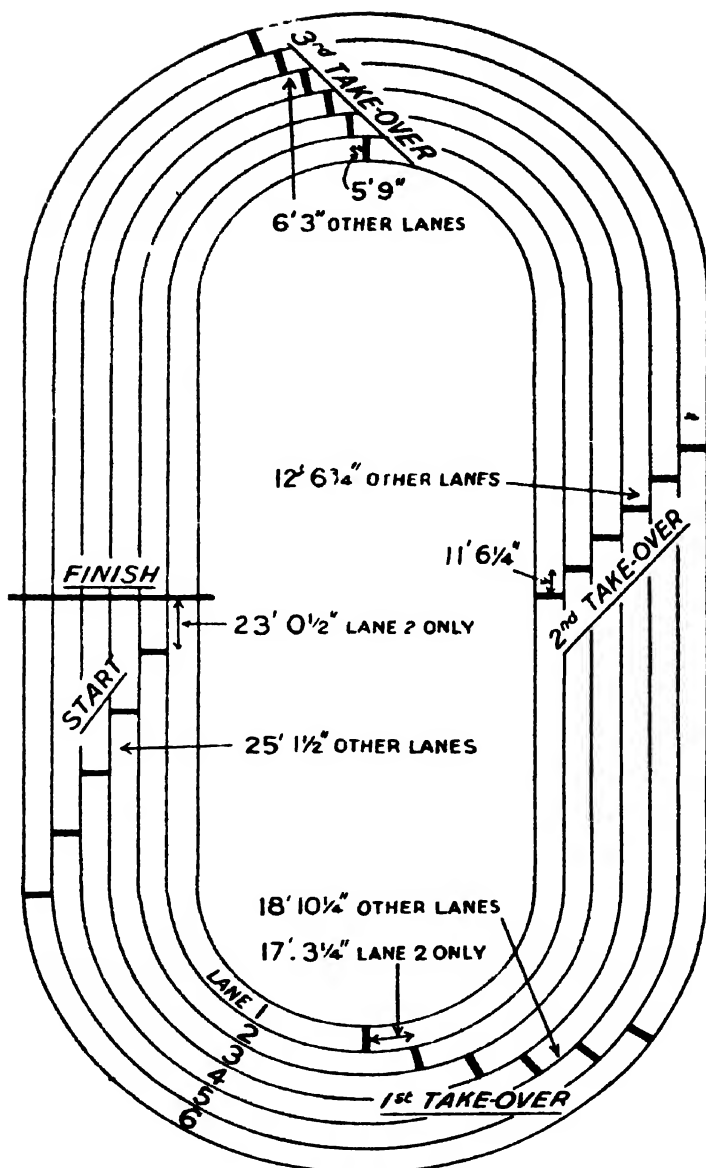 3rd TAKE-OVER
5' 9"
6' 3" OTHER LANES
12' 6¾" OTHER LANES
11' 6¼"
2nd TAKE-OVER
FINISH
23' 0½" LANE 2 ONLY
START
25' 1½" OTHER LANES
18' 10¼" OTHER LANES
17'. 3¼" LANE 2 ONLY
LANE 1
2
3
4
5
6
1st TAKE-OVER